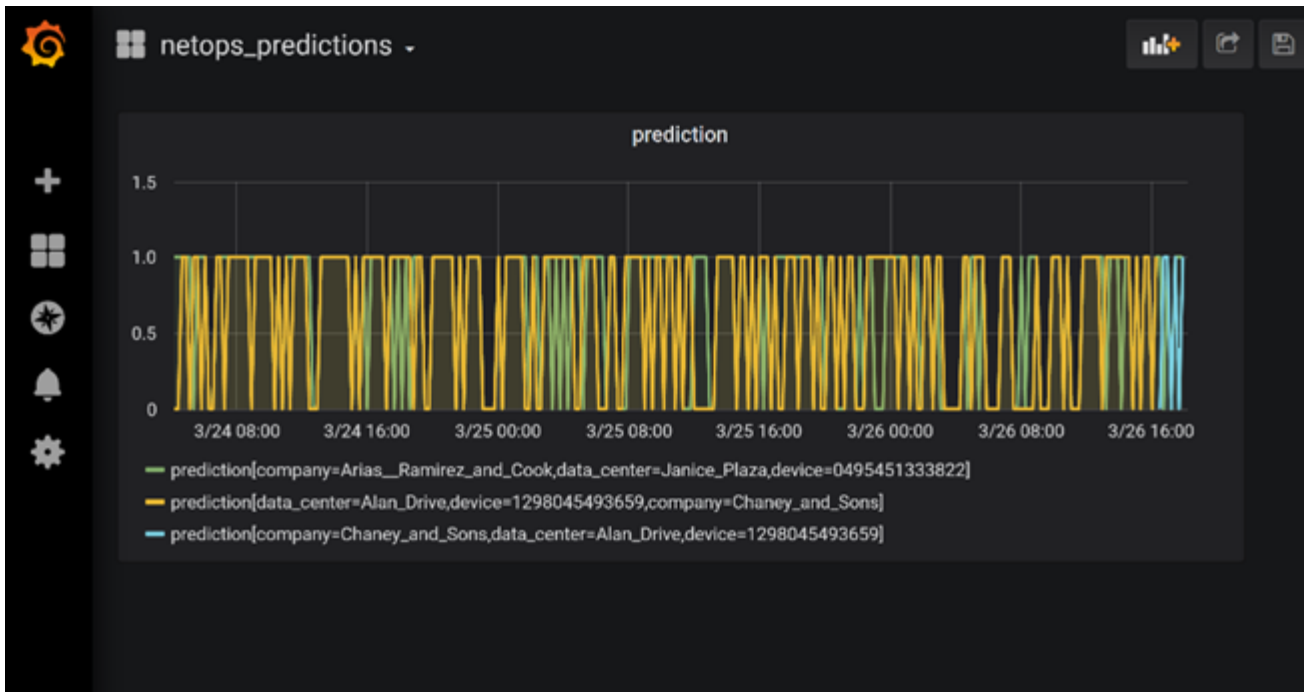 netops_predictions
prediction
1.5
1.0
0.5
0
3/24 08:00 3/24 16:00 3/25 00:00 3/25 08:00 3/25 16:00 3/26 00:00 3/26 08:00 3/26 16:00
prediction[company=Arias__Ramirez_and_Cook,data_center=Janice_Plaza,device=0495451333822]
prediction[data_center=Alan_Drive,device=1298045493659,company=Chaney_and_Sons]
prediction[company=Chaney_and_Sons,data_center=Alan_Drive,device=1298045493659]